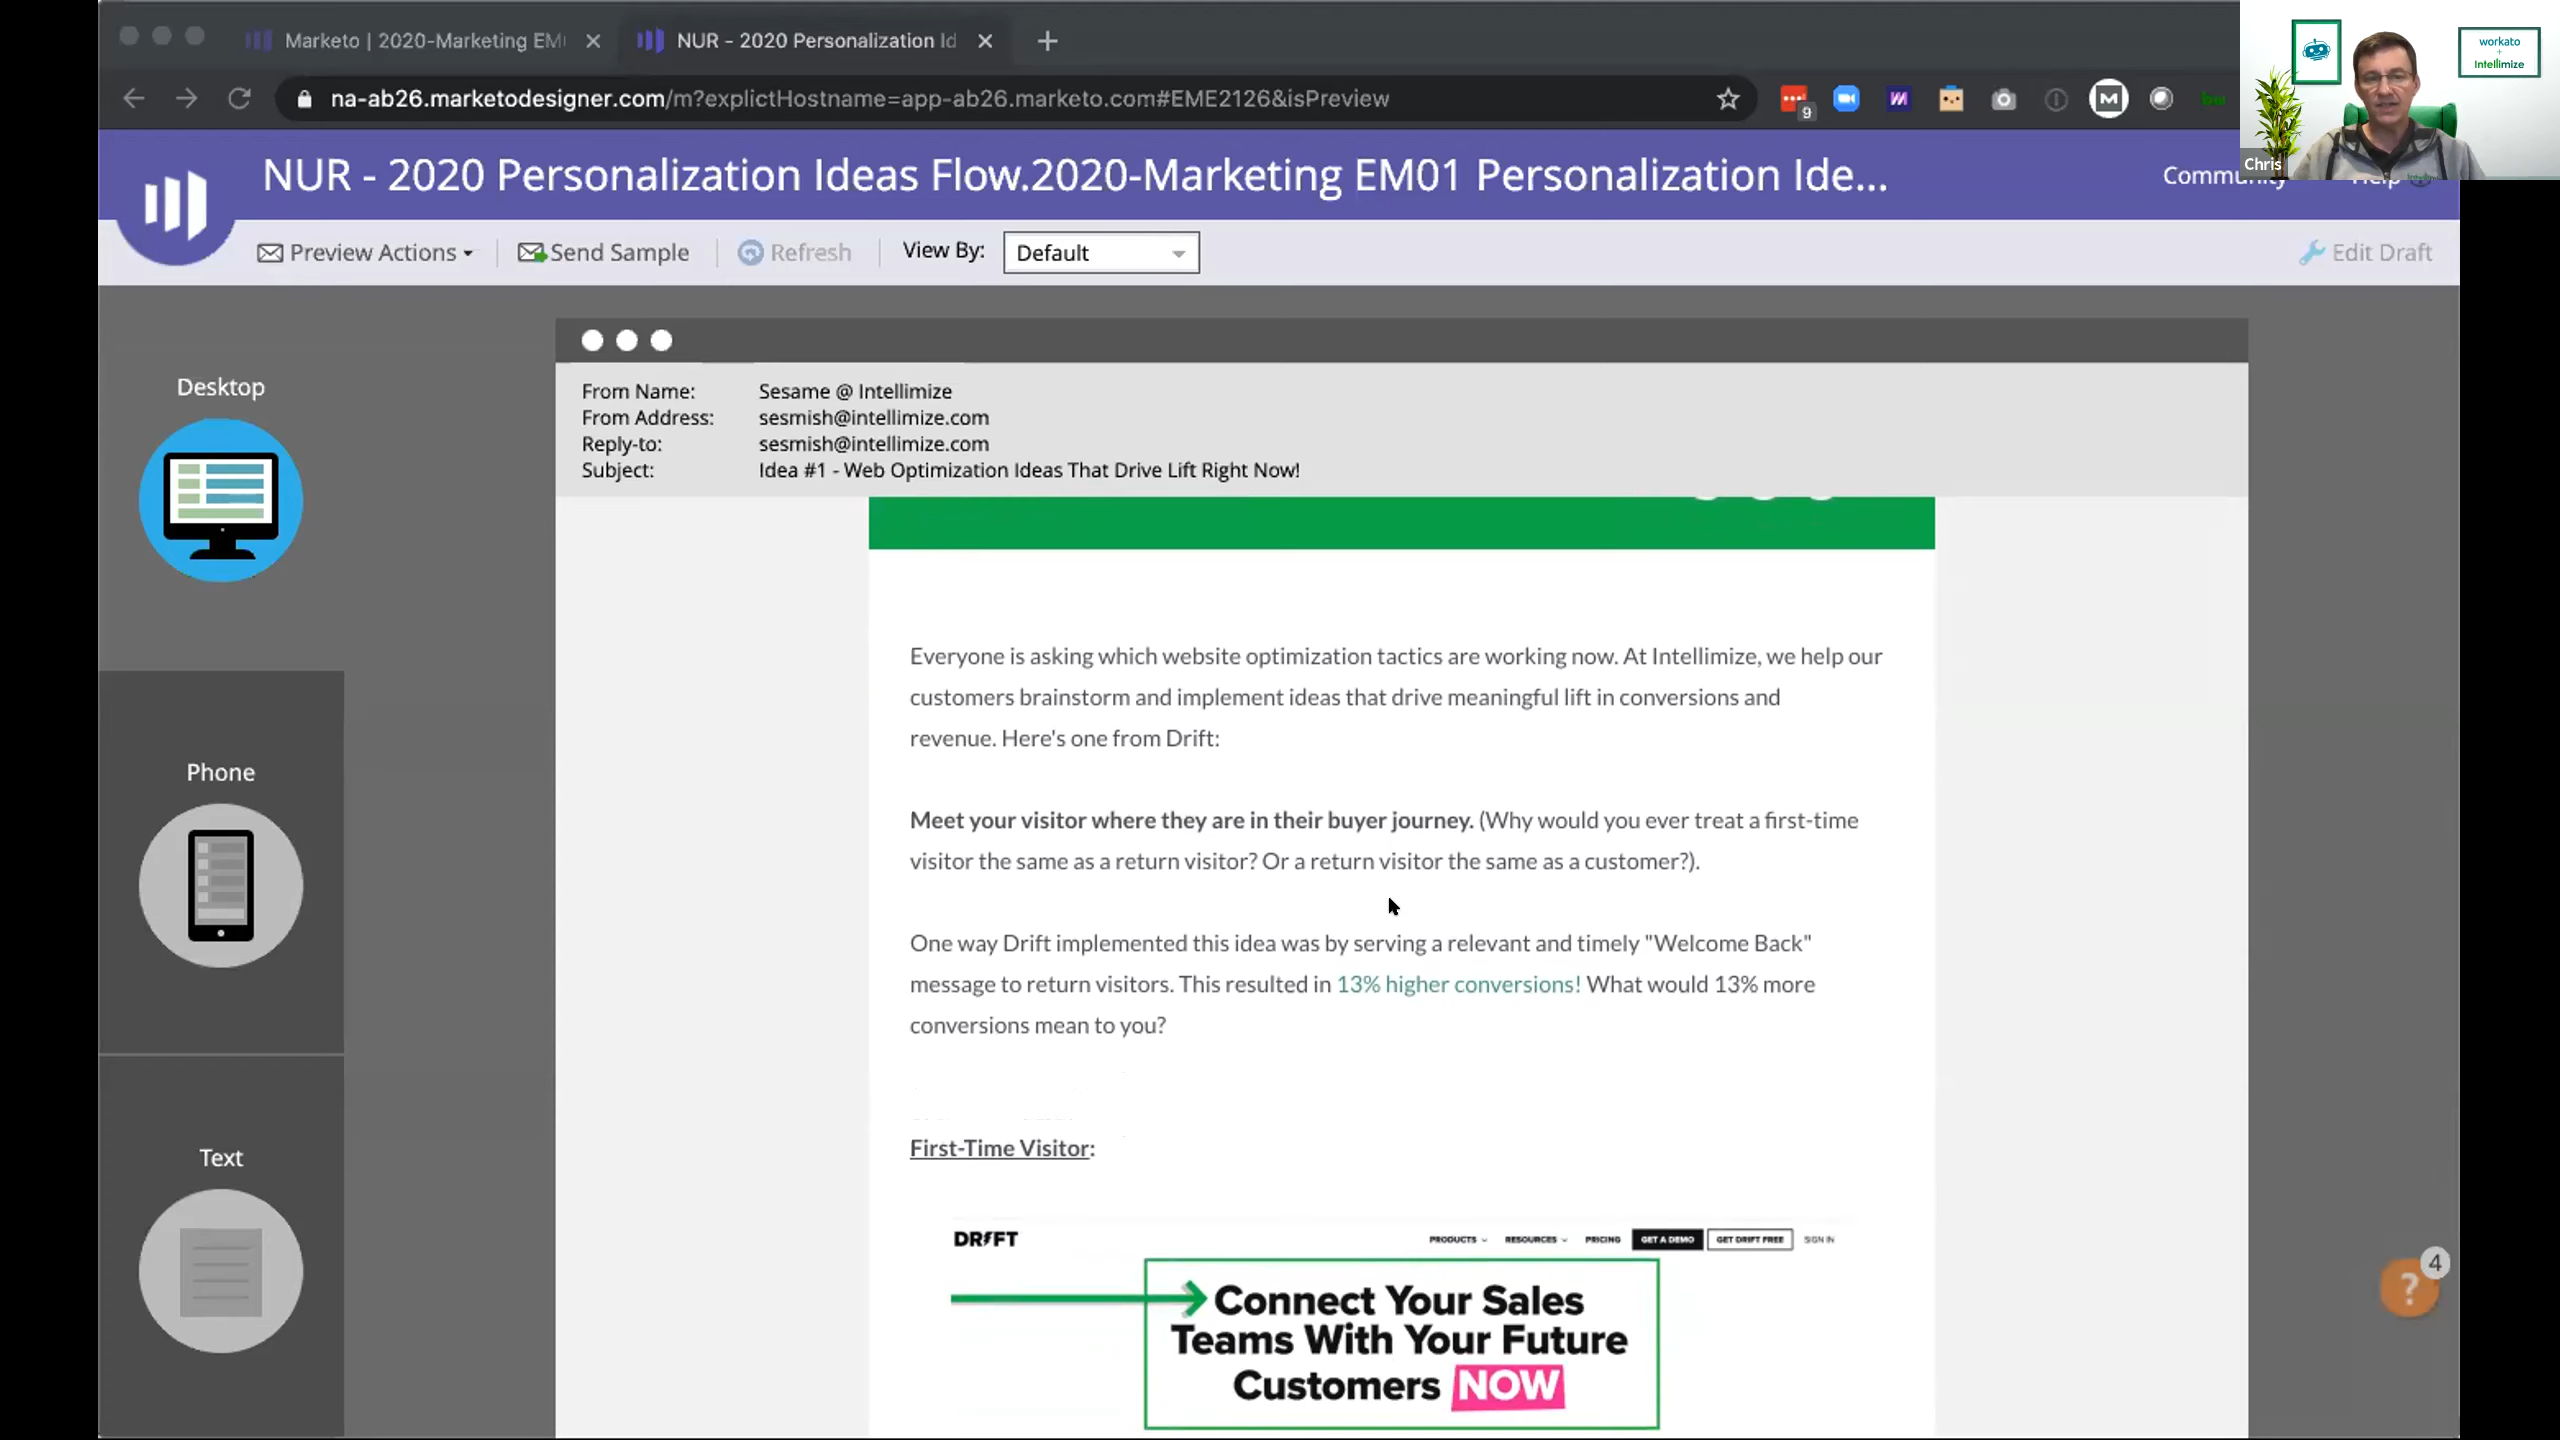 Marketo | 2020-Marketing EM
NUR - 2020 Personalization Id
na-ab26.marketodesigner.com/m?explictHostname=app-ab26.marketo.com#EME2126&isPreview
9
workato
+
Intellimize
Chris
NUR - 2020 Personalization Ideas Flow.2020-Marketing EM01 Personalization Ide...
Community
Help
Preview Actions
Send Sample
Refresh
View By:
Default
Edit Draft
Desktop
Phone
Text
From Name: Sesame @ Intellimize
From Address: sesmish@intellimize.com
Reply-to: sesmish@intellimize.com
Subject: Idea #1 - Web Optimization Ideas That Drive Lift Right Now!
Everyone is asking which website optimization tactics are working now. At Intellimize, we help our
customers brainstorm and implement ideas that drive meaningful lift in conversions and
revenue. Here's one from Drift:
Meet your visitor where they are in their buyer journey. (Why would you ever treat a first-time
visitor the same as a return visitor? Or a return visitor the same as a customer?).
One way Drift implemented this idea was by serving a relevant and timely "Welcome Back"
message to return visitors. This resulted in 13% higher conversions! What would 13% more
conversions mean to you?
First-Time Visitor:
DRIFT
PRODUCTS
RESOURCES
PRICING
GET A DEMO
GET DRIFT FREE
SIGN IN
Connect Your Sales
Teams With Your Future
Customers NOW
?
4